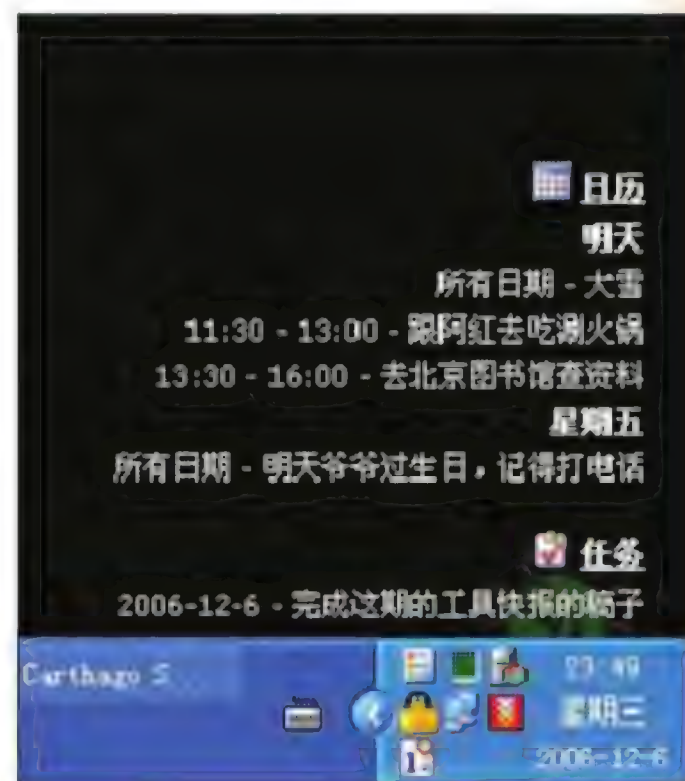 日历
明天
所有日期 - 大雪
11:30 - 13:00 - 跟阿红去吃涮火锅
13:30 - 16:00 - 去北京图书馆查资料
星期五
所有日期 - 明天爷爷过生日，记得打电话
任务
2006-12-6 - 完成这期的工具快报的稿子
Carthago S
23:49
星期三
2006-12-6